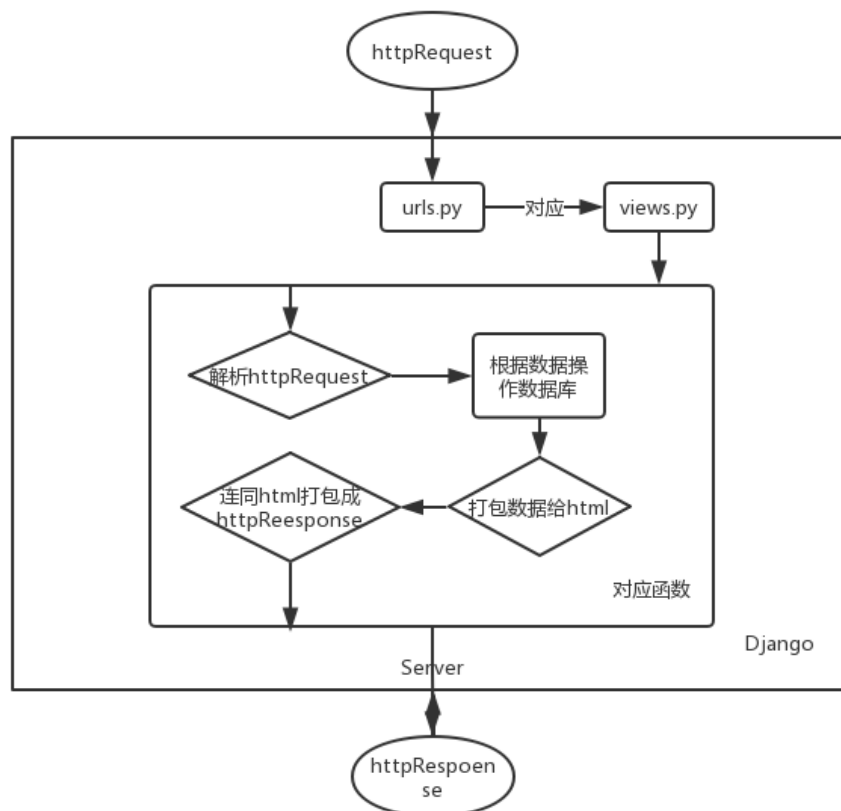 httpRequest
urls.py
对应
views.py
解析httpRequest
根据数据操
作数据库
连同html打包成
httpReesponse
打包数据给html
对应函数
Django
Server
httpRespoen
se